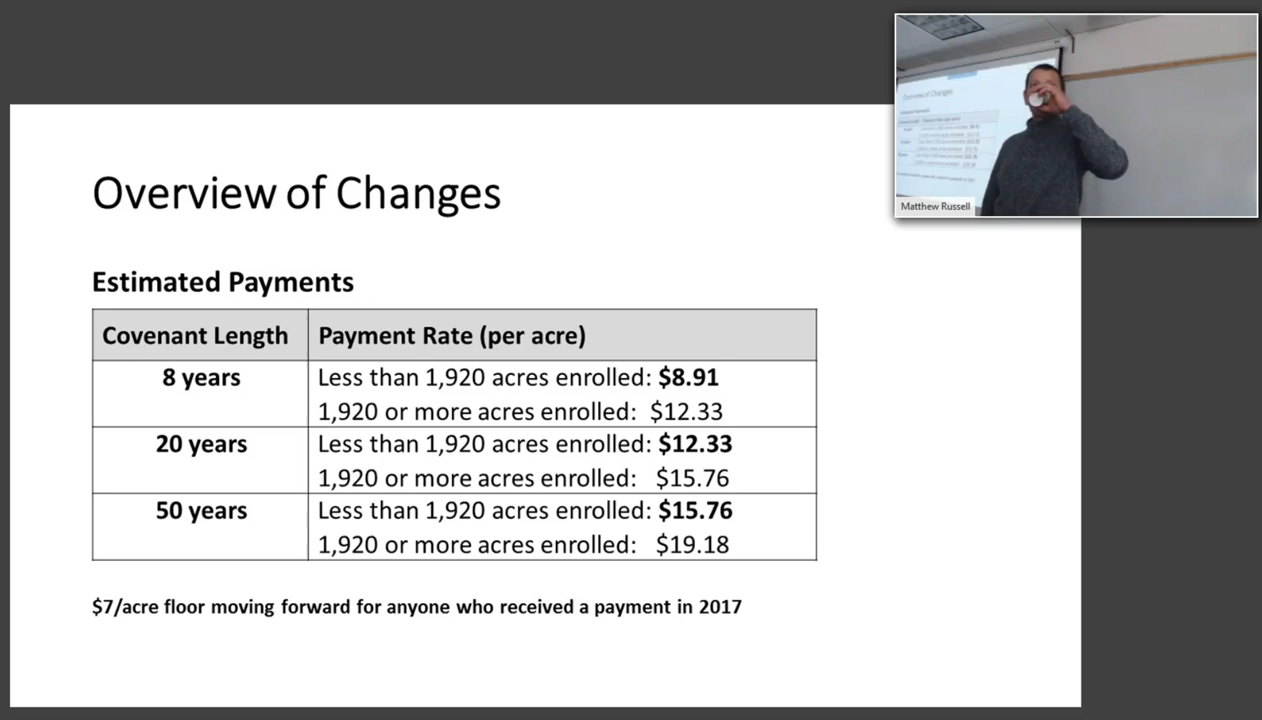 Overview of Changes
Estimated Payments
Covenant Length Payment Rate (per acre)
8 years Less than 1,920 acres enrolled: $8.91
1,920 or more acres enrolled: $12.33
20 years Less than 1,920 acres enrolled: $12.33
1,920 or more acres enrolled: $15.76
50 years Less than 1,920 acres enrolled: $15.76
1,920 or more acres enrolled: $19.18
$7/acre floor moving forward for anyone who received a payment in 2017
Overview of Changes
Matthew Russell